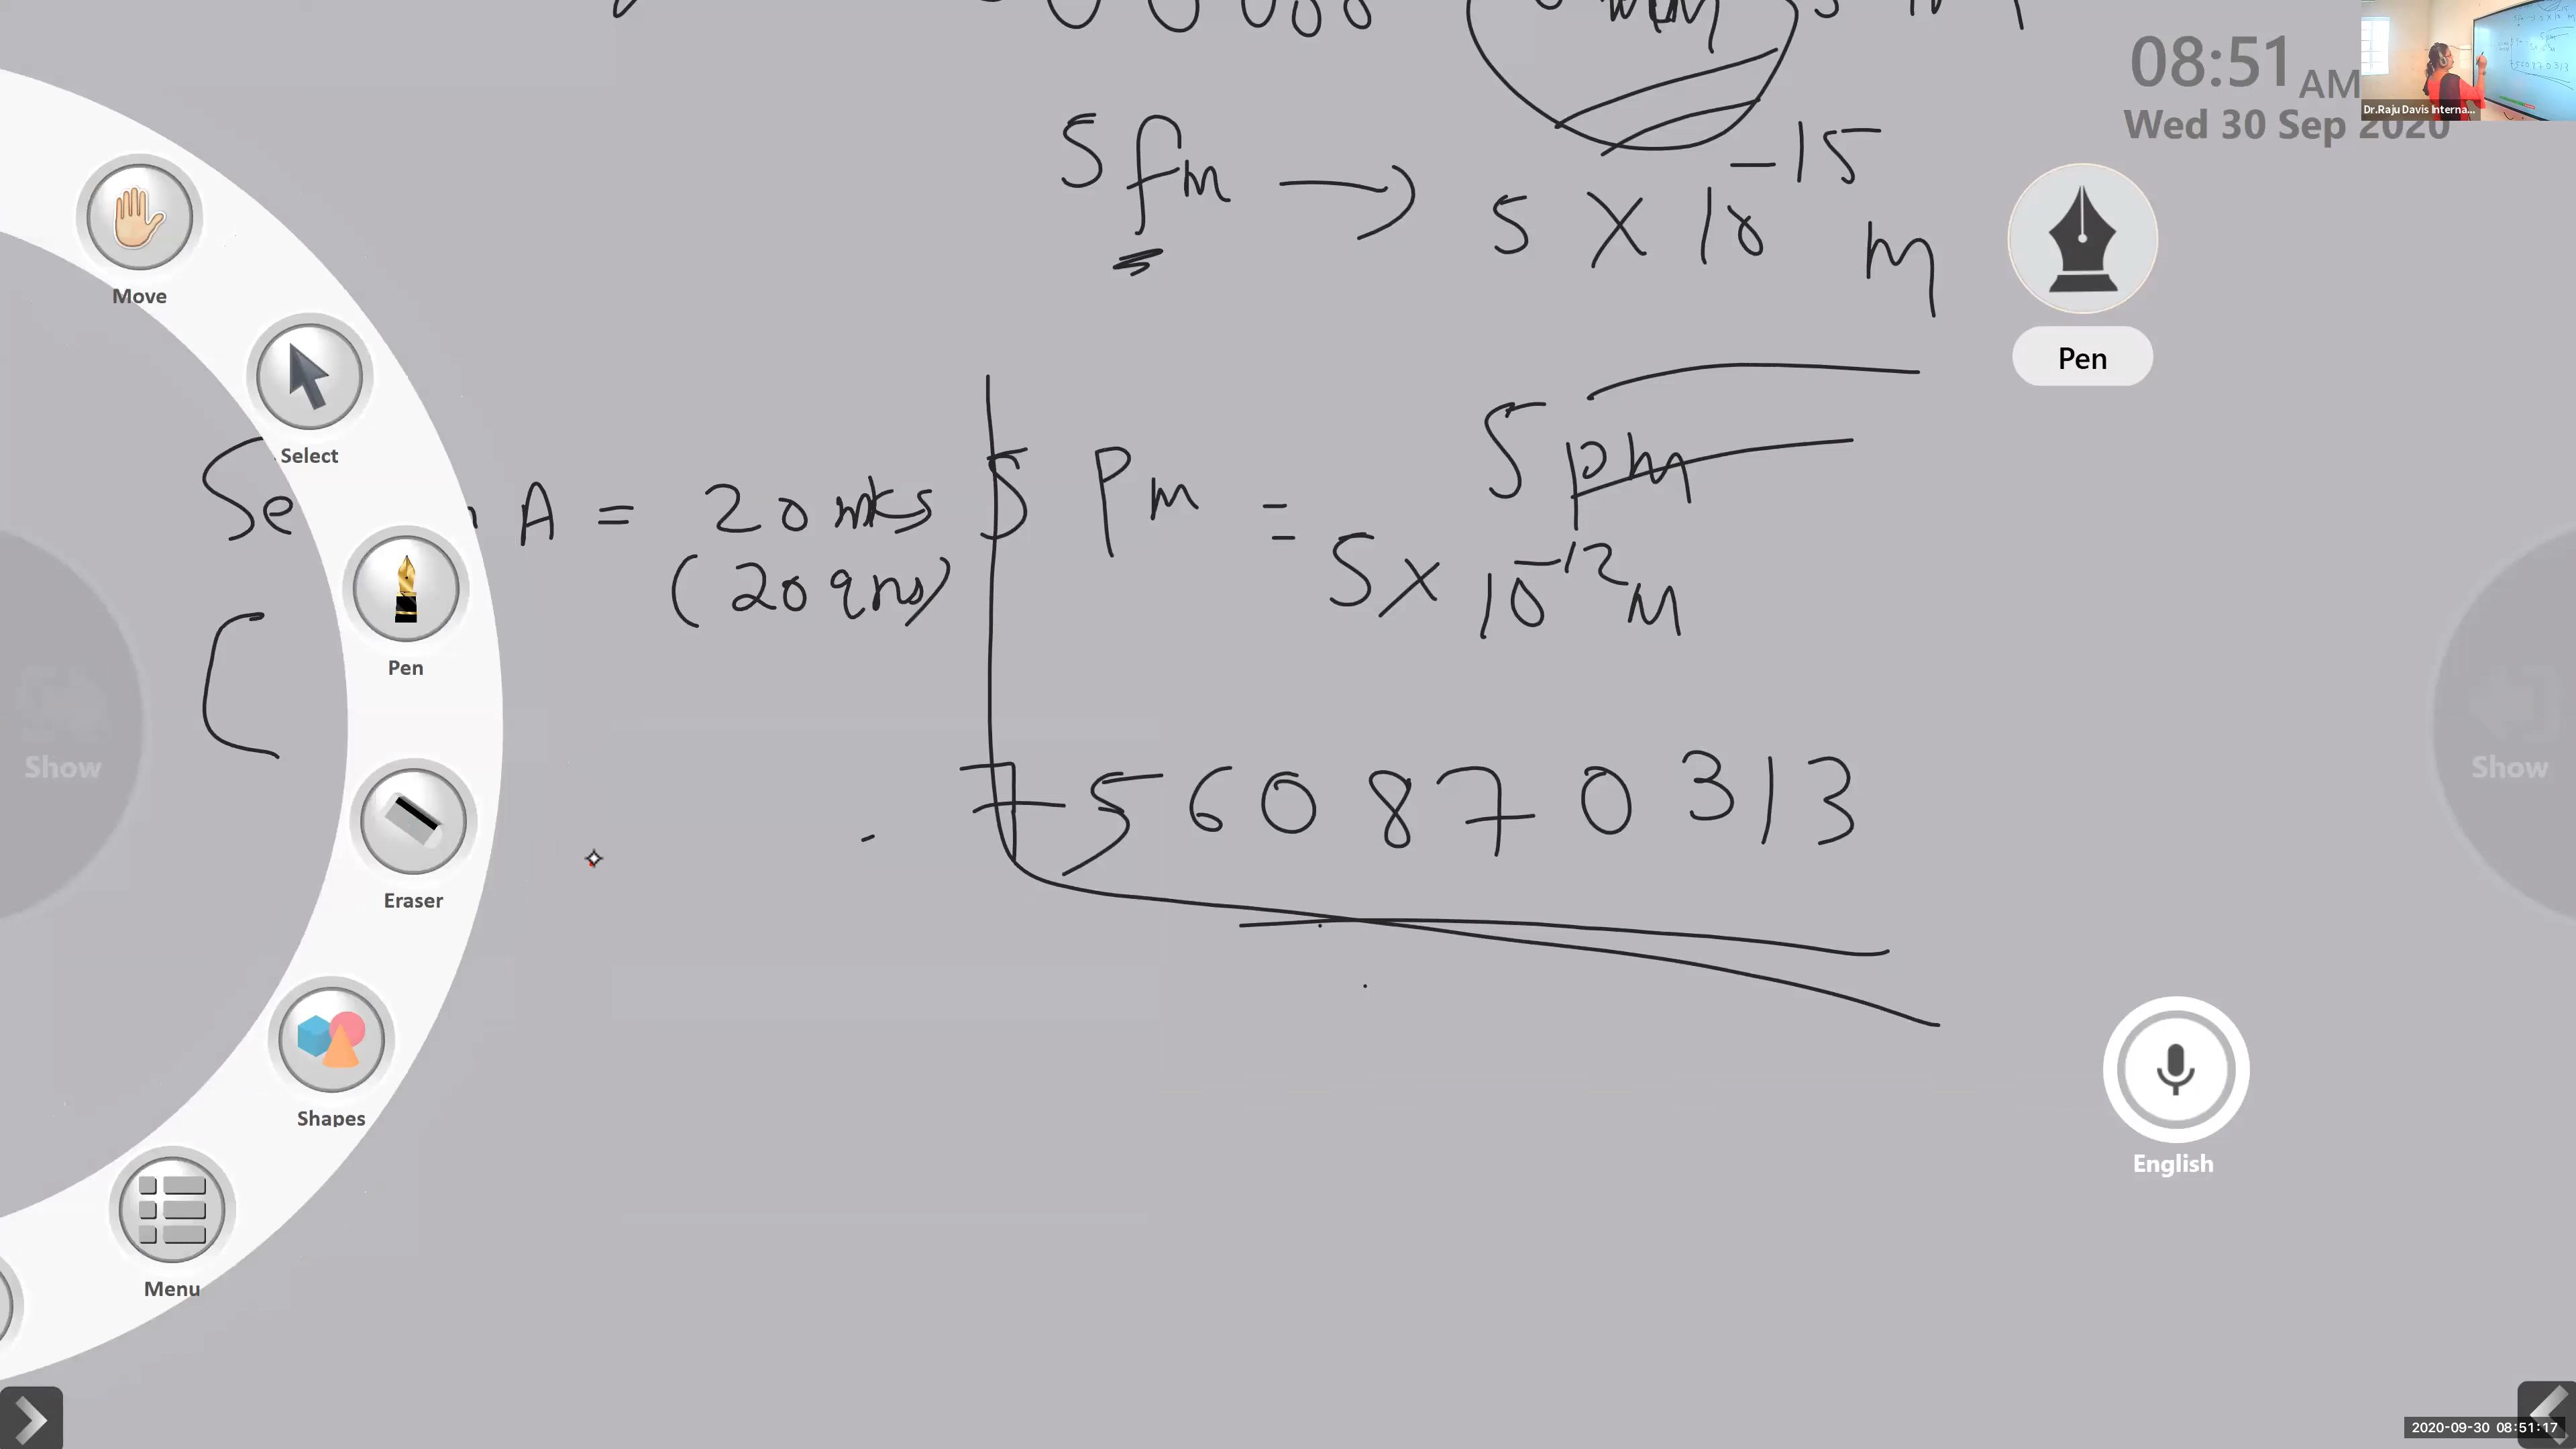 08:51 AM
Wed 30 Sep 2020
Dr.Raju Davis Interna...
5 fm → 5 X 10⁻¹⁵ m
Move
Select
Pen
Eraser
Shapes
Menu
Show
A = 20 mks
(20 qns)
5 Pm = 5 pm
5 X 10⁻¹² M
7560870313
Pen
Show
English
2020-09-30 08:51:17